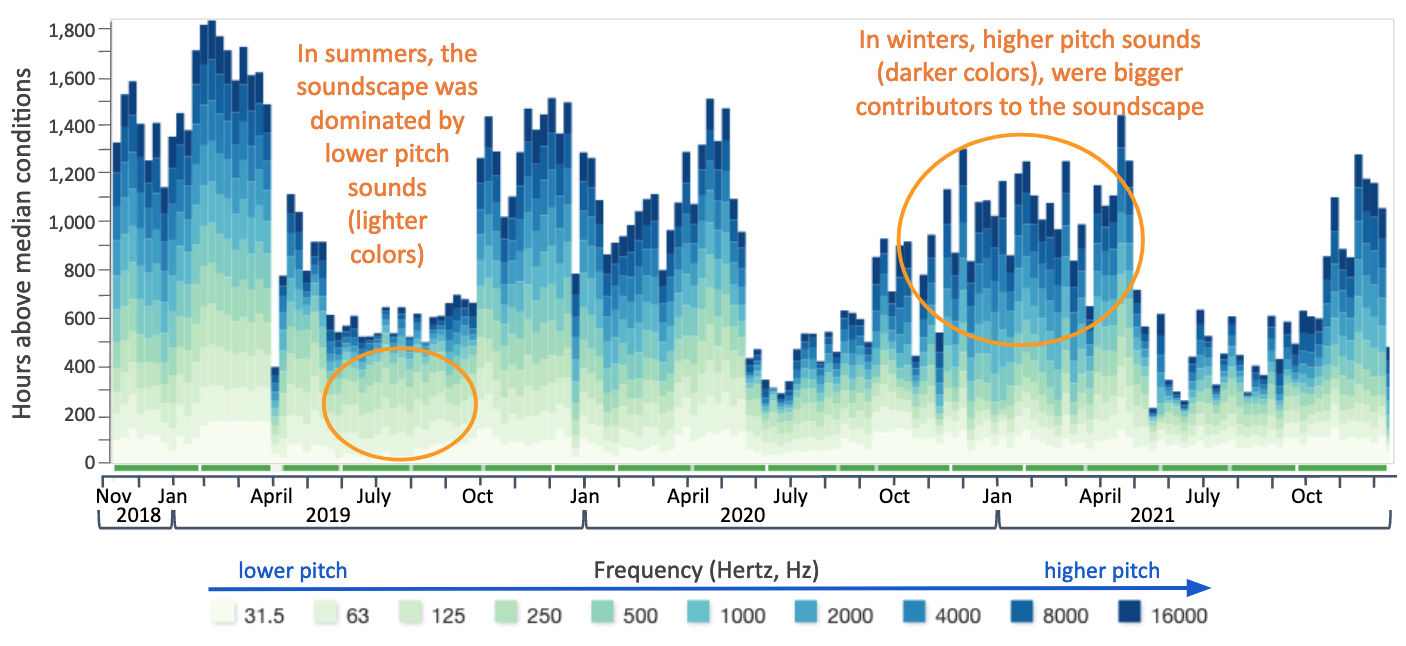 In summers, the
soundscape was
dominated by
lower pitch
sounds
(lighter
colors)
In winters, higher pitch sounds
(darker colors), were bigger
contributors to the soundscape
Hours above median conditions
1,800
1,600
1,400
1,200
1,000
800
600
400
200
0
Nov Jan April July Oct Jan April July Oct Jan April July Oct
2018 2019 2020 2021
lower pitch Frequency (Hertz, Hz) higher pitch
31.5 63 125 250 500 1000 2000 4000 8000 16000